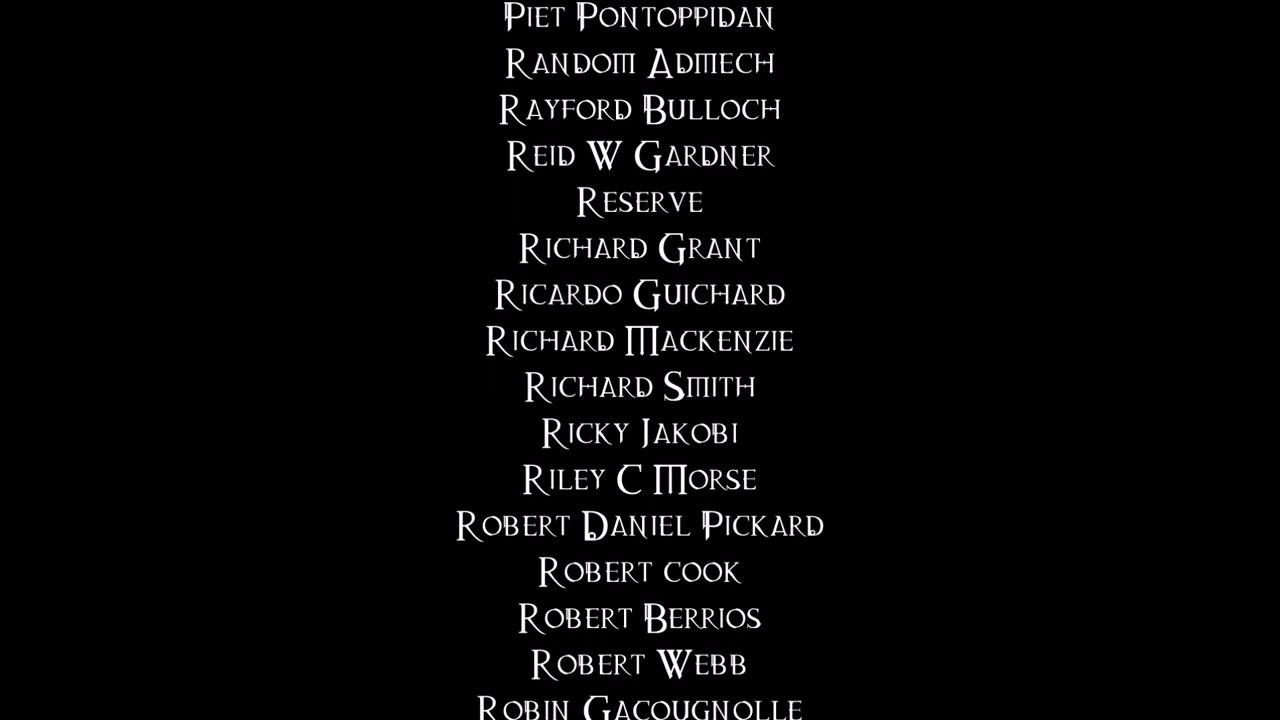 Piet Pontoppidan
Random Admech
Rayford Bulloch
Reid W Gardner
Reserve
Richard Grant
Ricardo Guichard
Richard Mackenzie
Richard Smith
Ricky Jakobi
Riley C Morse
Robert Daniel Pickard
Robert cook
Robert Berrios
Robert Webb
Robin Gacougnolle